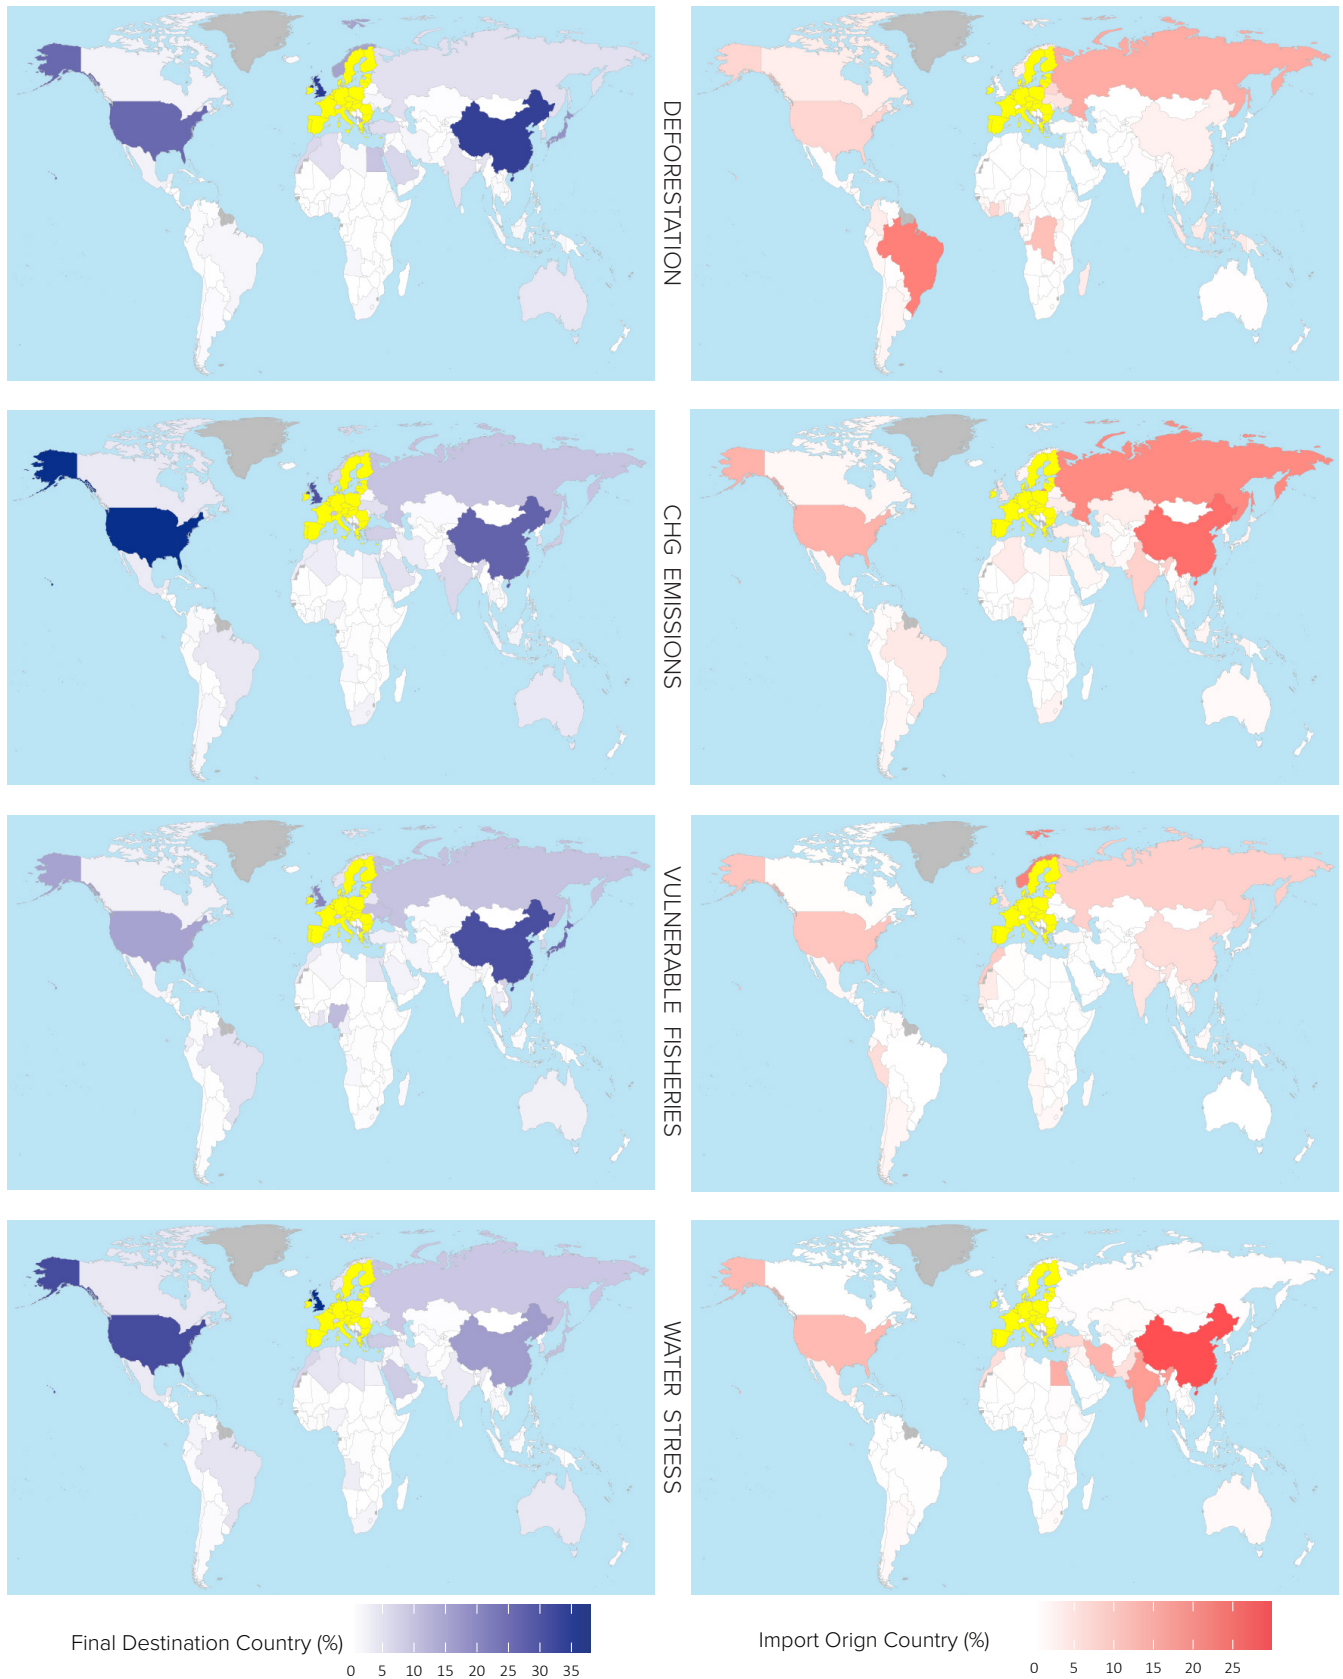 DEFORESTATION
CHG EMISSIONS
VULNERABLE FISHERIES
WATER STRESS
Final Destination Country (%)
0 5 10 15 20 25 30 35
Import Orign Country (%)
0 5 10 15 20 25